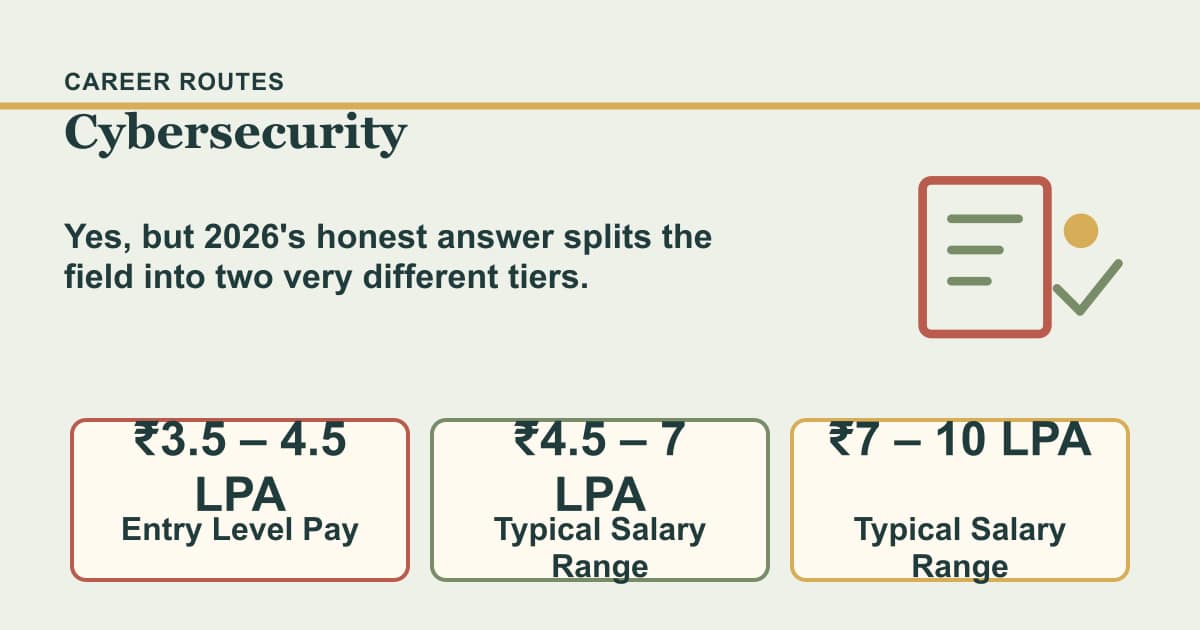 CAREER ROUTES
Cybersecurity
Yes, but 2026's honest answer splits the
field into two very different tiers.
₹3.5 – 4.5
LPA
Entry Level Pay
₹4.5 – 7
LPA
Typical Salary
Range
₹7 – 10 LPA
Typical Salary
Range